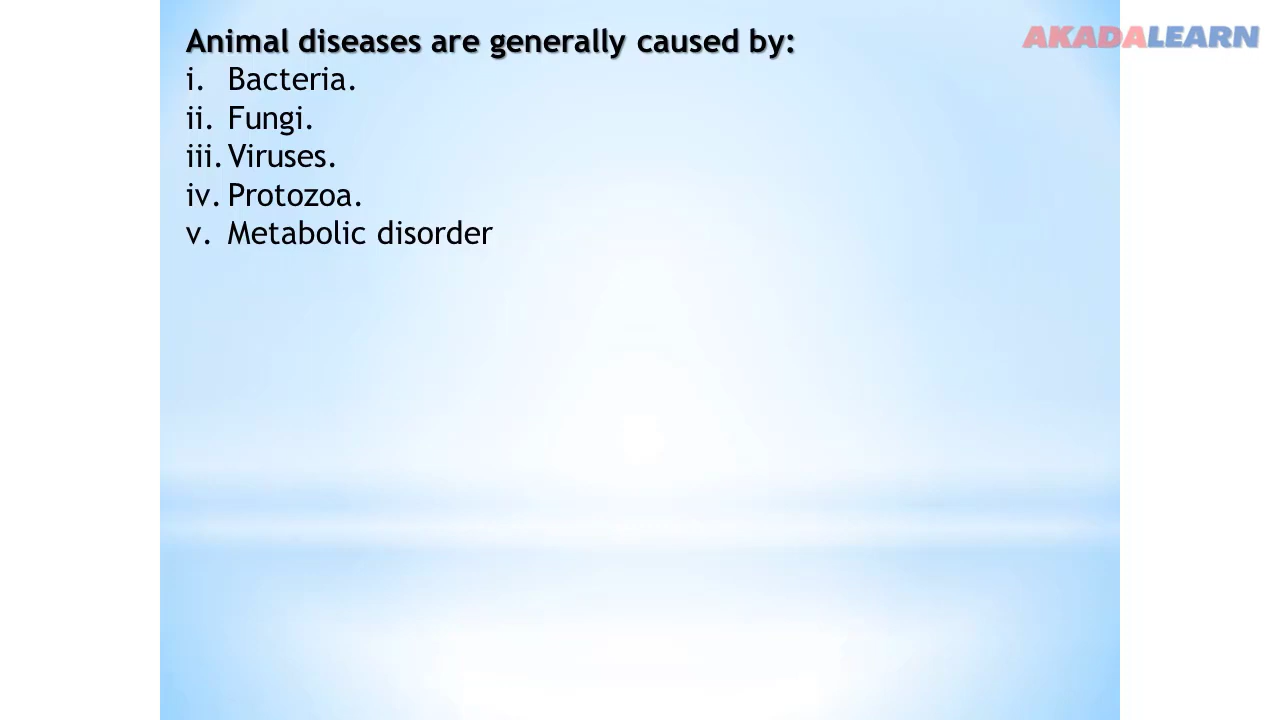 AKADALEARN
Animal diseases are generally caused by:
i. Bacteria.
ii. Fungi.
iii. Viruses.
iv. Protozoa.
v. Metabolic disorder